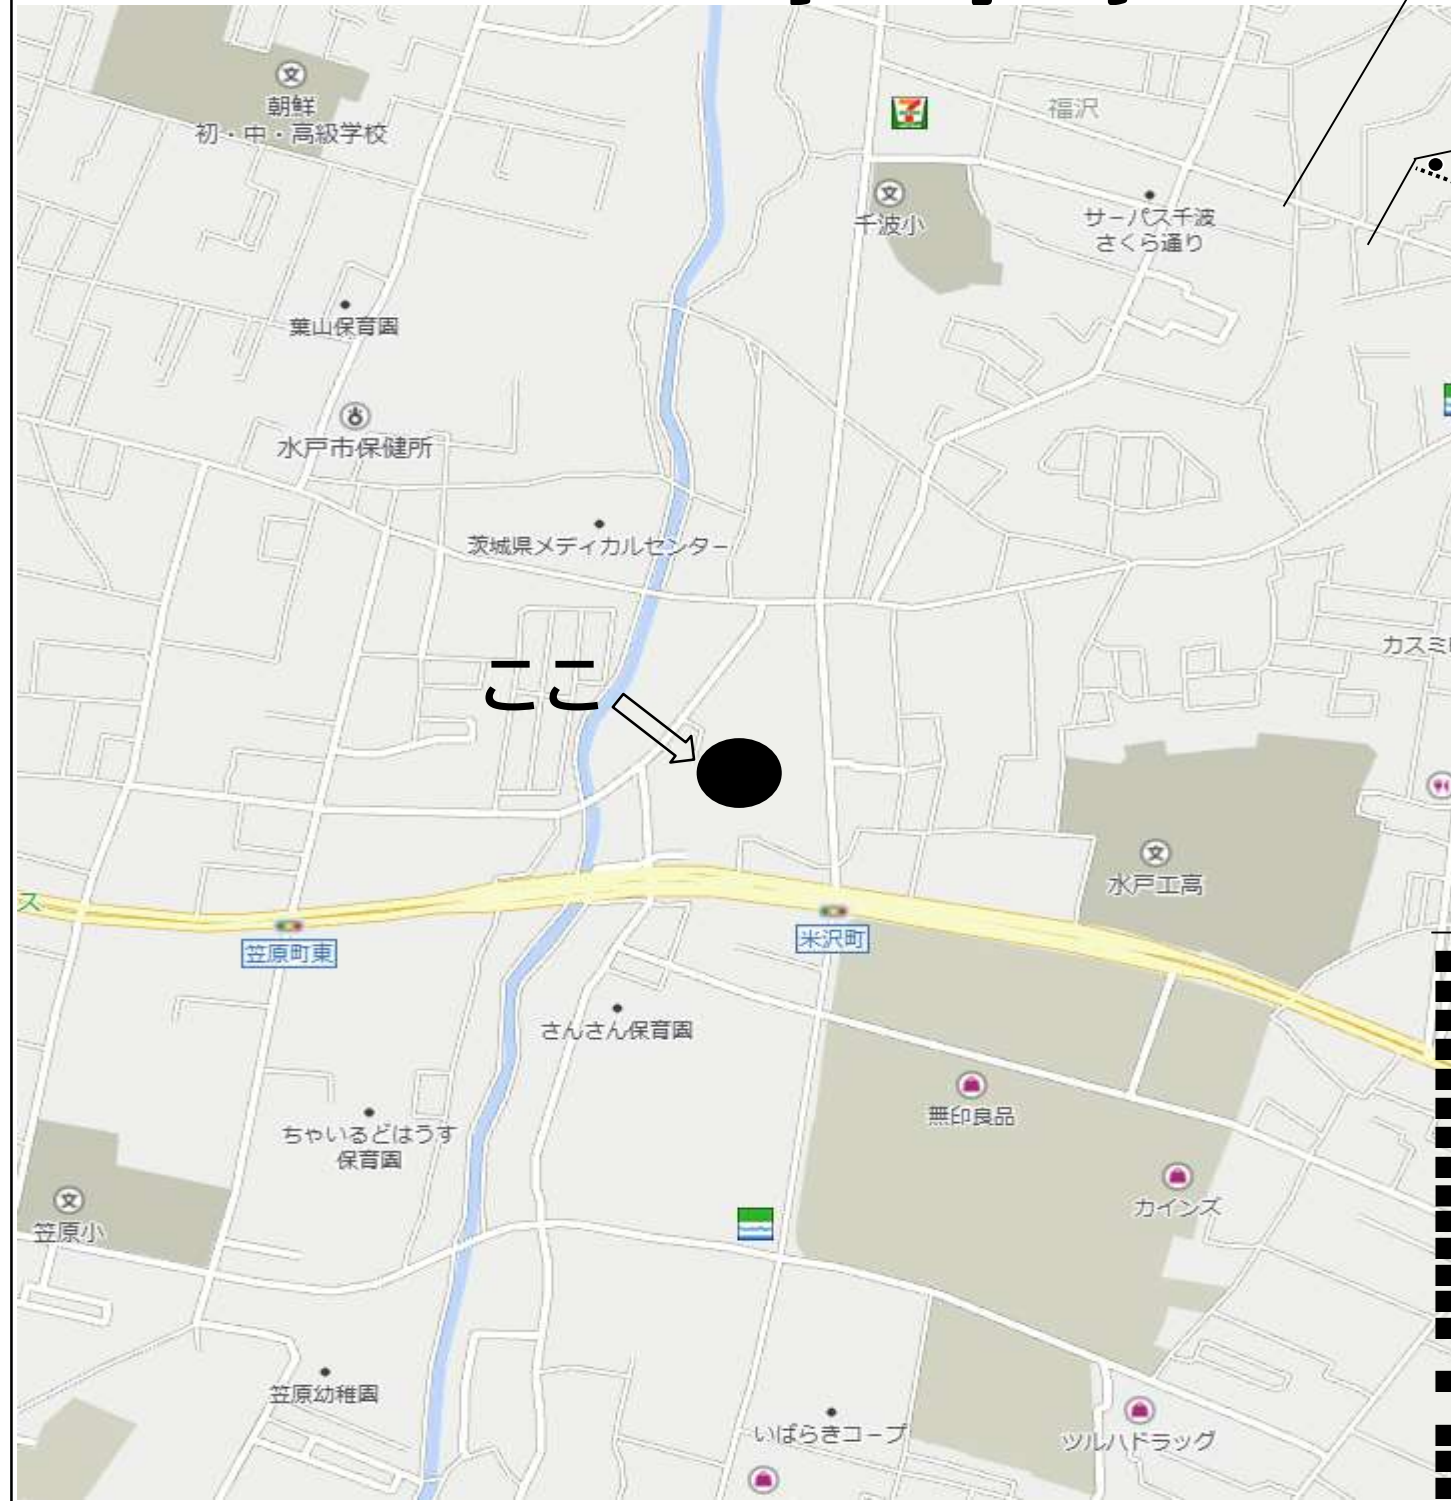 朝鮮
初・中・高級学校
福沢
千波小
サーパス千波
さくら通り
葉山保育園
水戸市保健所
茨城県メディカルセンター
カスミ
ここ
水戸工高
ス
笠原町東
米沢町
さんさん保育園
無印良品
ちゃいるどはうす
保育園
カインズ
笠原小
笠原幼稚園
いばらきコープ
ツルハドラッグ